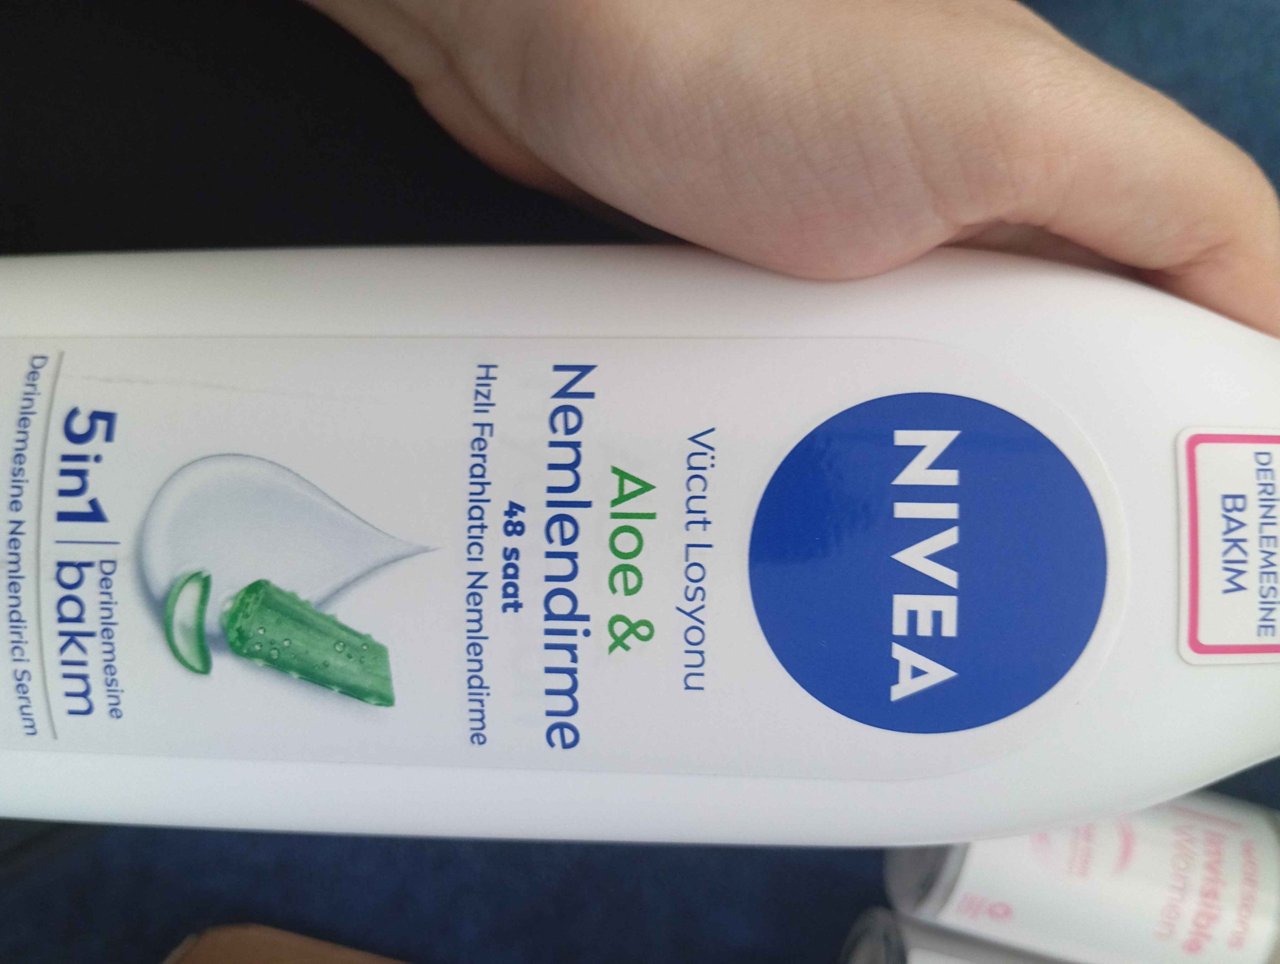 DERİNLEMESİNE
BAKIM
NIVEA
Vücut Losyonu
Aloe &
Nemlendirme
48 saat
Hızlı Ferahlatıcı Nemlendirme
5in1
Derinlemesine
bakım
Derinlemesine Nemlendirici Serum
invisible
Women